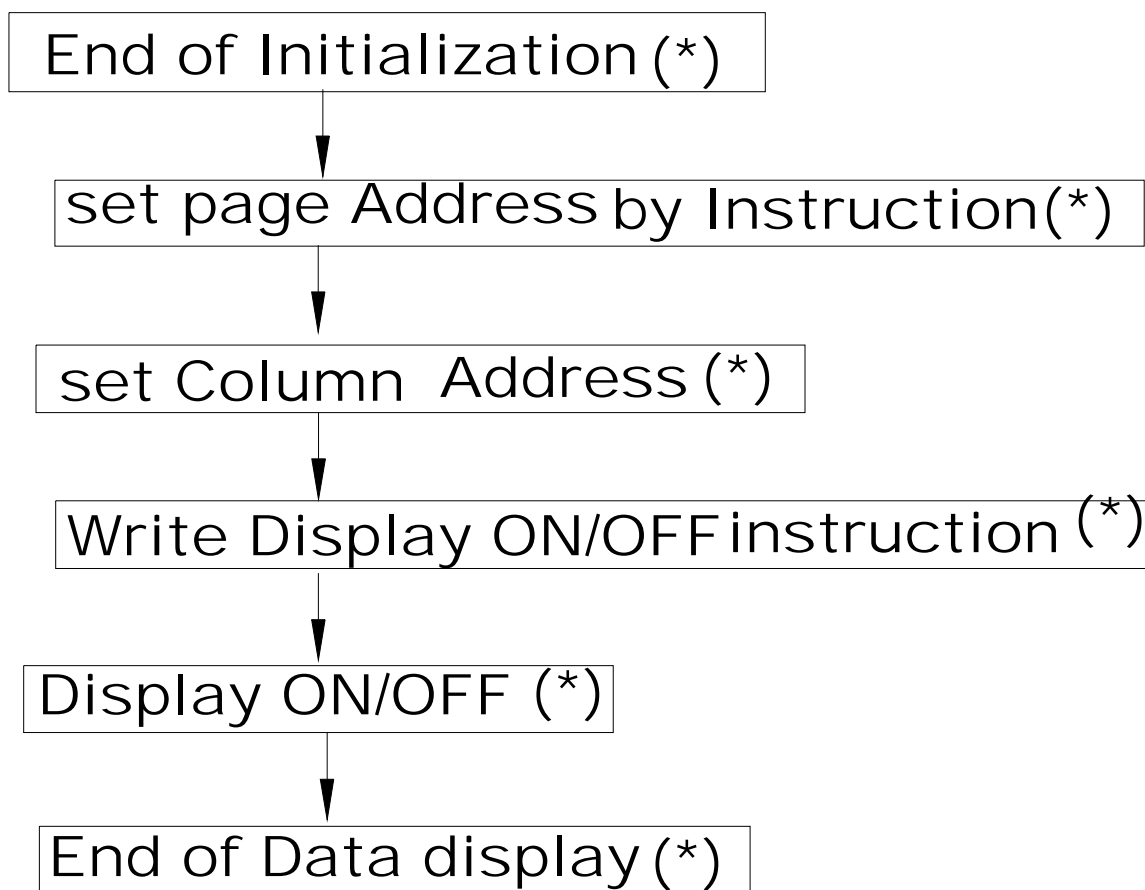 End of Initialization (*)
set page Address by Instruction (*)
set Column Address (*)
Write Display ON/OFF instruction (*)
Display ON/OFF (*)
End of Data display (*)